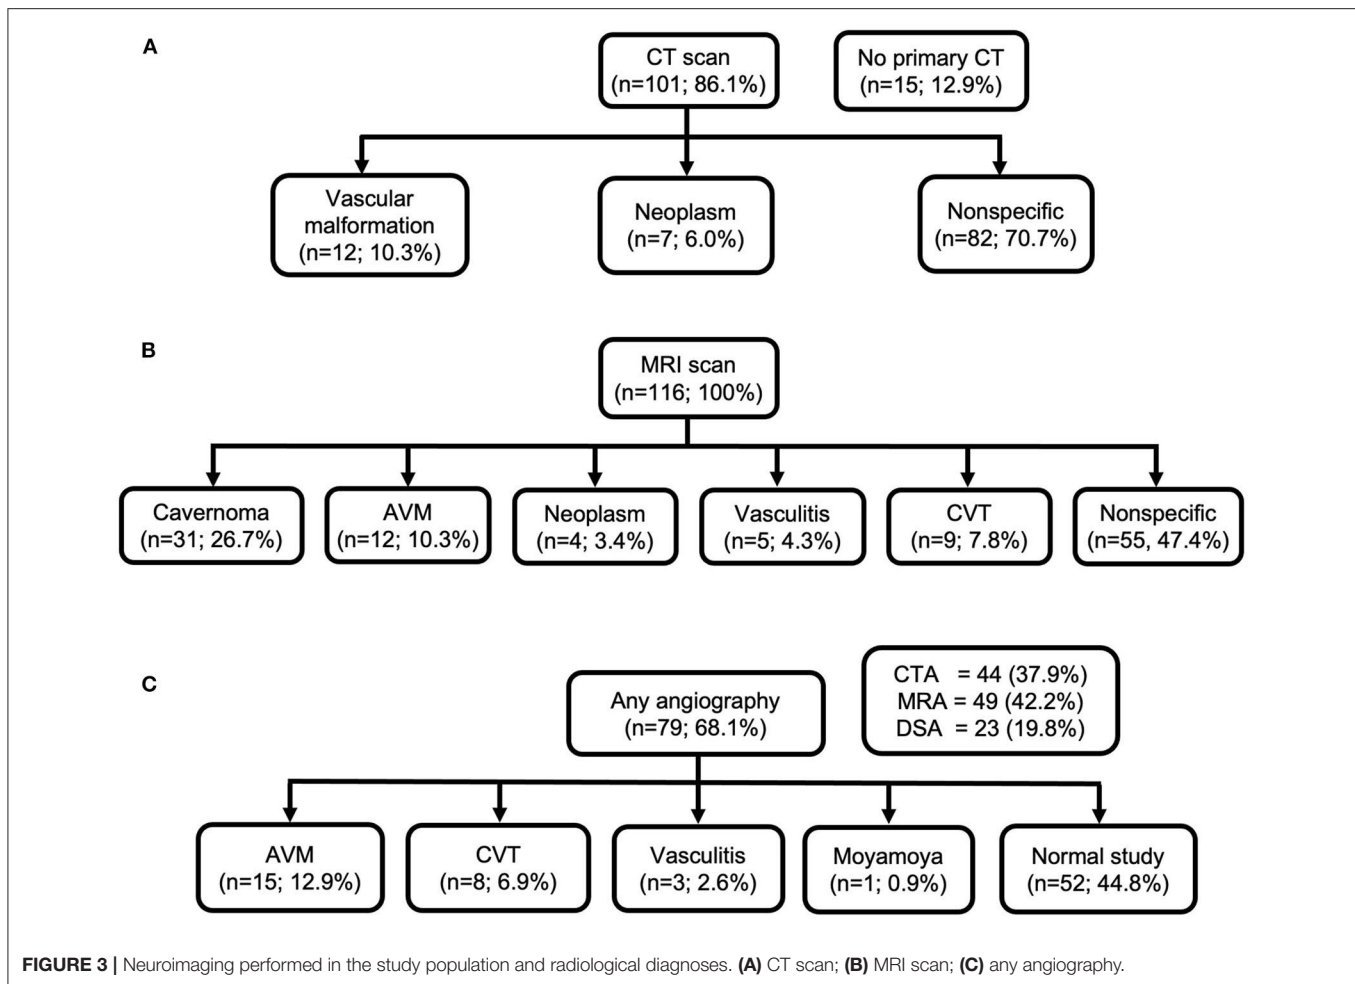 A
CT scan
(n=101; 86.1%)
No primary CT
(n=15; 12.9%)
Vascular
malformation
(n=12; 10.3%)
Neoplasm
(n=7; 6.0%)
Nonspecific
(n=82; 70.7%)
B
MRI scan
(n=116; 100%)
Cavernoma
(n=31; 26.7%)
AVM
(n=12; 10.3%)
Neoplasm
(n=4; 3.4%)
Vasculitis
(n=5; 4.3%)
CVT
(n=9; 7.8%)
Nonspecific
(n=55, 47.4%)
C
Any angiography
(n=79; 68.1%)
CTA = 44 (37.9%)
MRA = 49 (42.2%)
DSA = 23 (19.8%)
AVM
(n=15; 12.9%)
CVT
(n=8; 6.9%)
Vasculitis
(n=3; 2.6%)
Moyamoya
(n=1; 0.9%)
Normal study
(n=52; 44.8%)
FIGURE 3 | Neuroimaging performed in the study population and radiological diagnoses. (A) CT scan; (B) MRI scan; (C) any angiography.